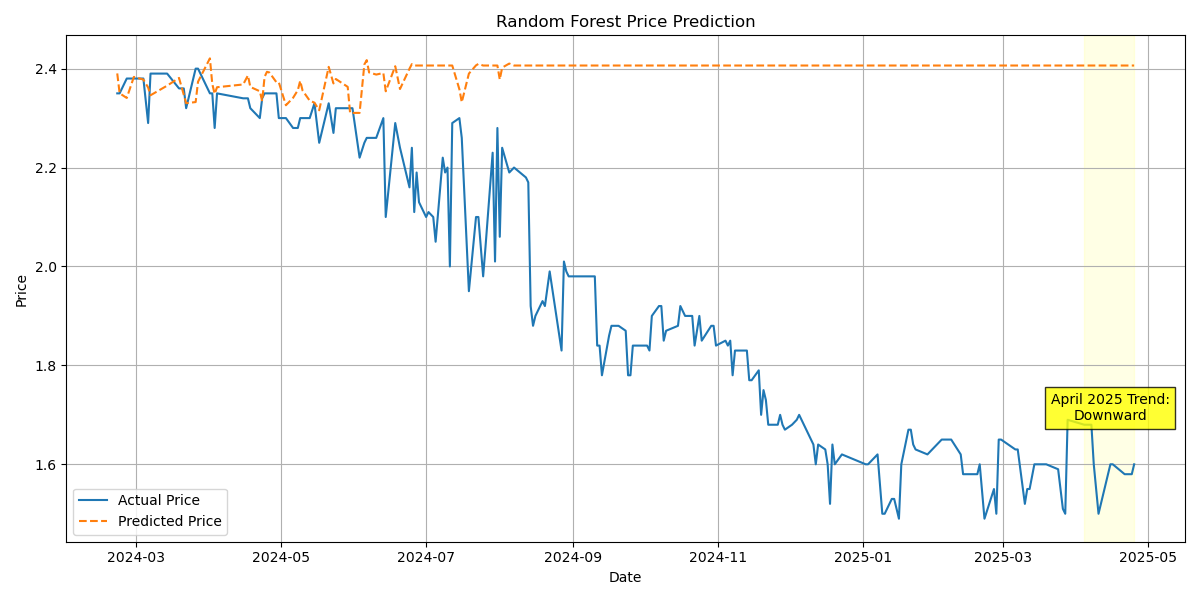 Random Forest Price Prediction
Price
2.4
2.2
2.0
1.8
1.6
April 2025 Trend:
Downward
Actual Price
Predicted Price
2024-03
2024-05
2024-07
2024-09
2024-11
2025-01
2025-03
2025-05
Date